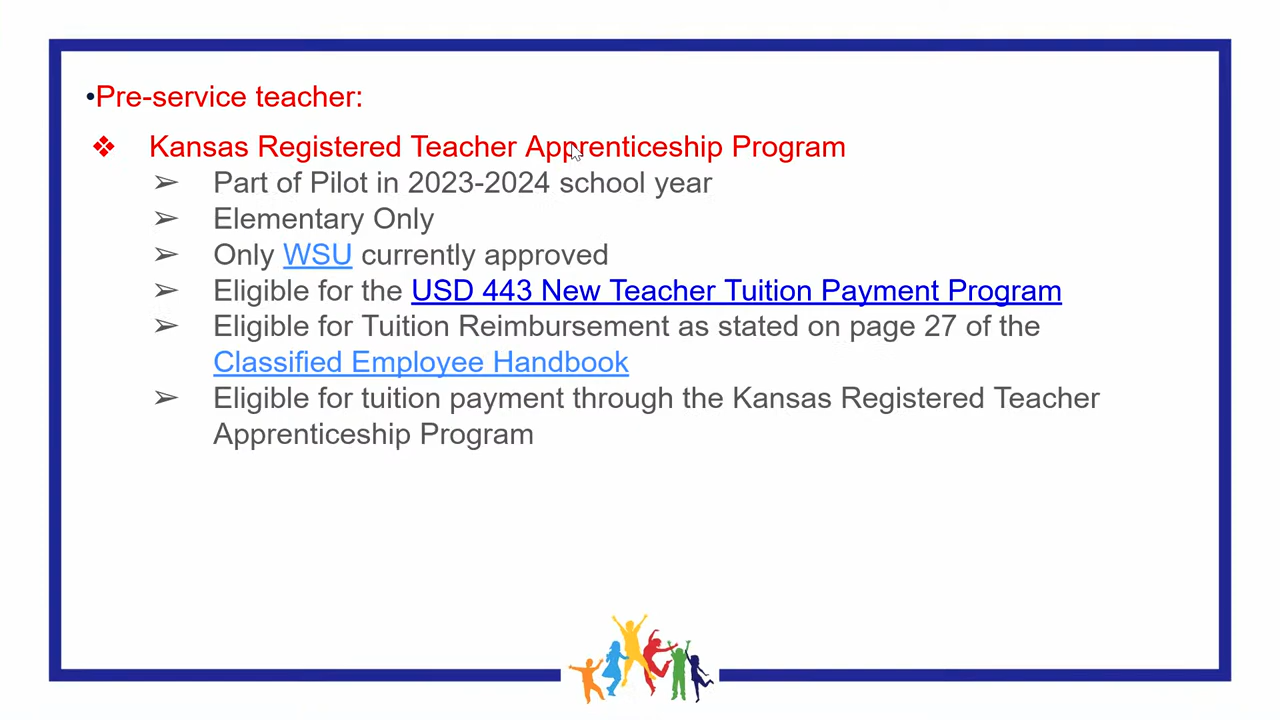 •Pre-service teacher:
❖ Kansas Registered Teacher Apprenticeship Program
➢ Part of Pilot in 2023-2024 school year
➢ Elementary Only
➢ Only WSU currently approved
➢ Eligible for the USD 443 New Teacher Tuition Payment Program
➢ Eligible for Tuition Reimbursement as stated on page 27 of the
Classified Employee Handbook
➢ Eligible for tuition payment through the Kansas Registered Teacher
Apprenticeship Program